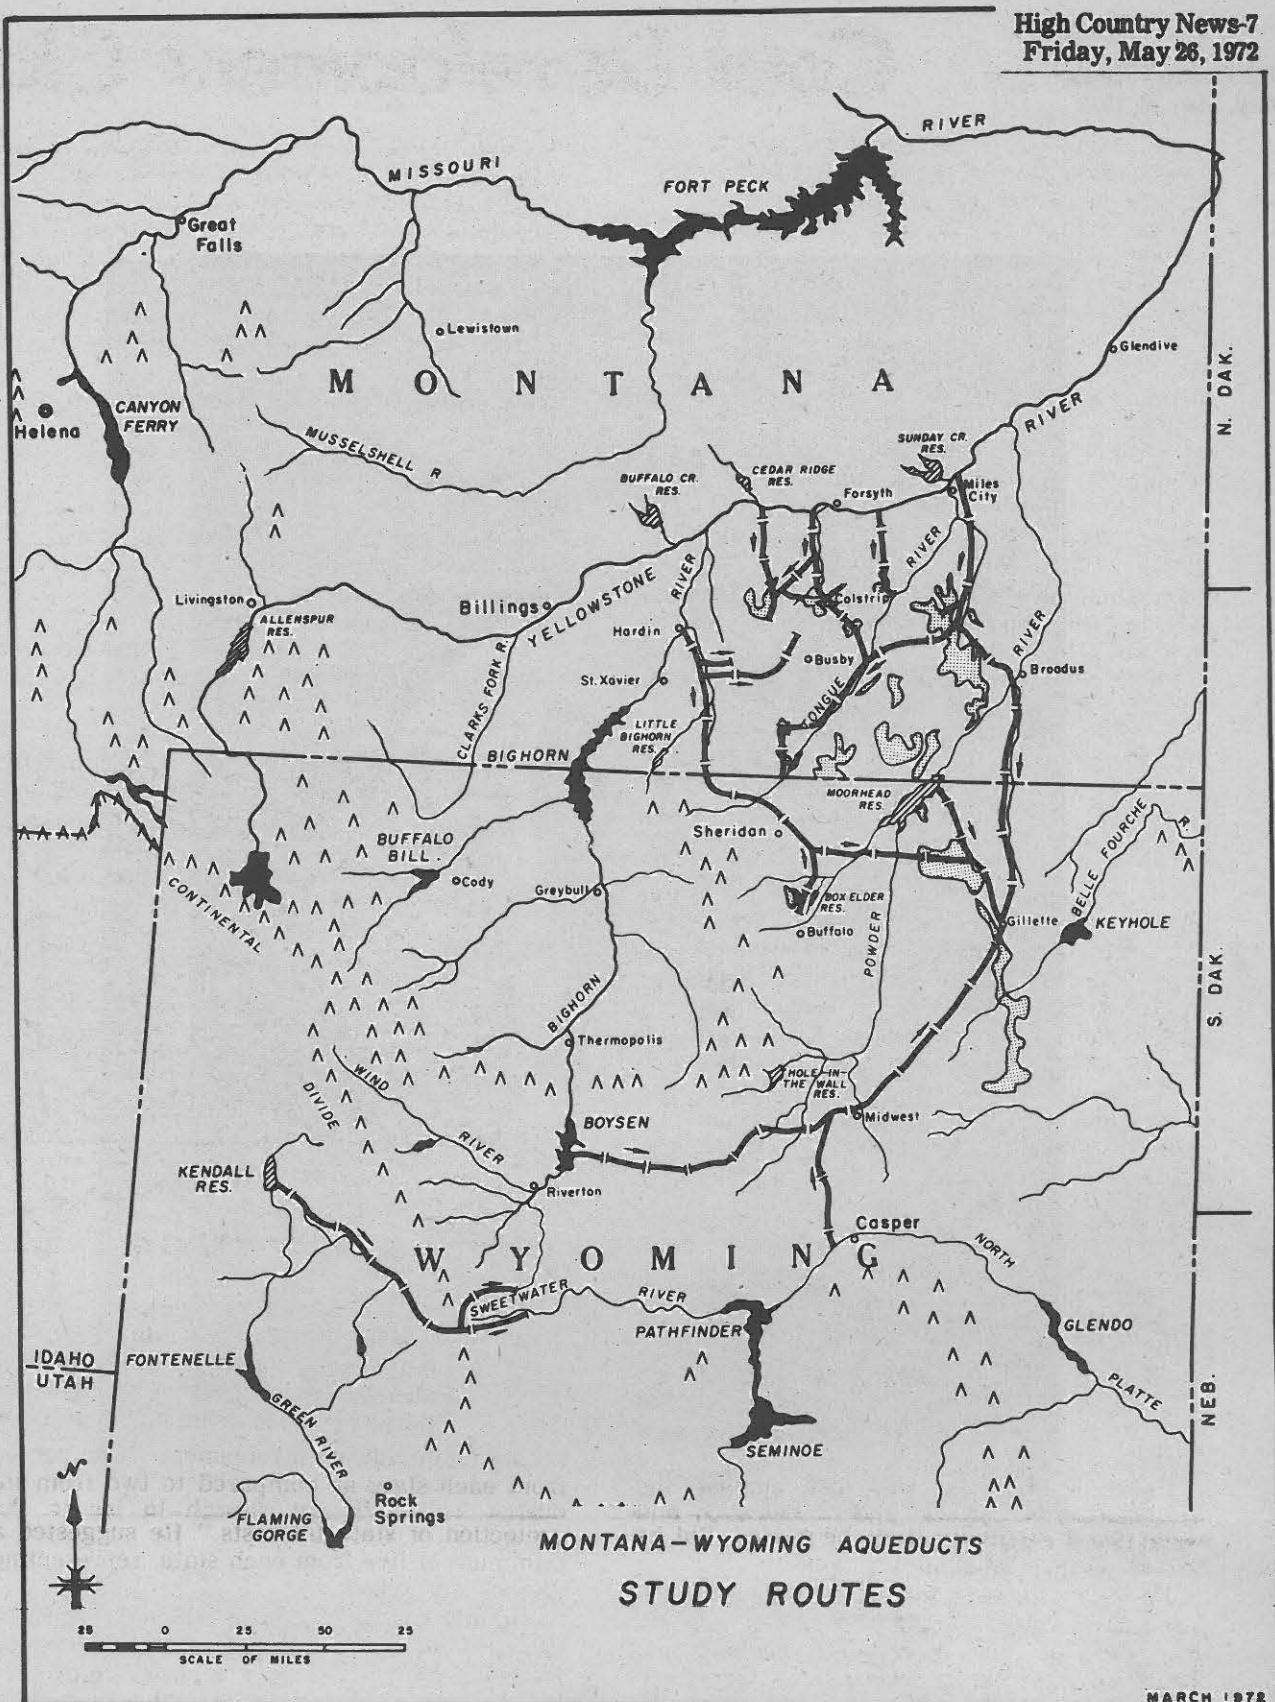 High Country News-7
Friday, May 26, 1972
RIVER
MISSOURI
FORT PECK
Great
Falls
Lewistown
Glendive
M O N T A N A
N. DAK.
CANYON
FERRY
Helena
RIVER
MUSSELSHELL R
SUNDAY CR.
RES.
CEDAR RIDGE
RES.
BUFFALO CR.
RES.
Forsyth
Miles
City
RIVER
RIVER
YELLOWSTONE
Livingston
Billings
Colstrip
ALLENSPUR
RES.
Hardin
RIVER
Busby
Broadus
CLARKS FORK R.
St. Xavier
TONGUE
LITTLE
BIGHORN
RES.
BIGHORN
MOORHEAD
RES.
Sheridan
BELLE FOURCHE
R.
BUFFALO
BILL.
Cody
Greybull
BOX ELDER
RES.
Buffalo
POWDER
Gillette
KEYHOLE
CONTINENTAL
S. DAK.
BIGHORN
Thermopolis
WIND
HOLE-IN-
THE WALL
RES.
DIVIDE
BOYSEN
Midwest
RIVER
KENDALL
RES.
Riverton
Casper
W Y O M I N G
NORTH
SWEETWATER
RIVER
PATHFINDER
GLENDO
IDAHO
UTAH
FONTENELLE
PLATTE
NEB.
GREEN RIVER
SEMINOE
N
Rock
Springs
FLAMING
GORGE
MONTANA-WYOMING AQUEDUCTS
STUDY ROUTES
25 0 25 50 25
SCALE OF MILES
MARCH 1972